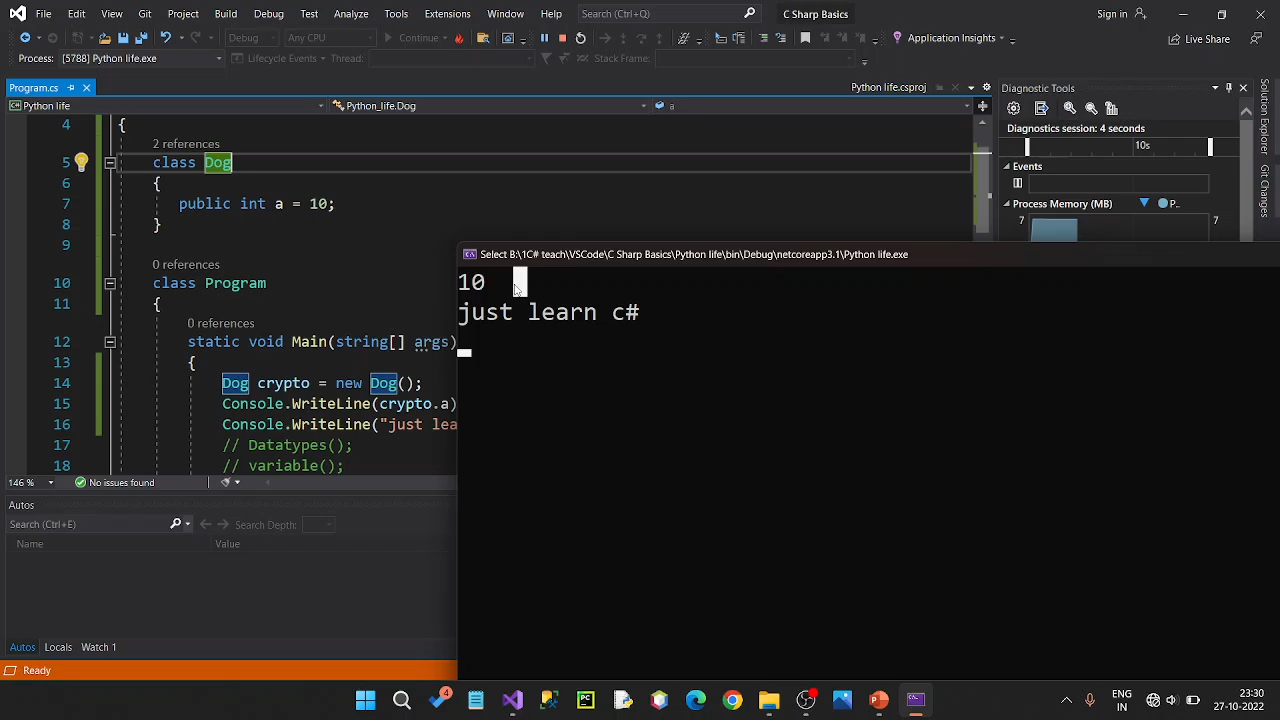 File Edit View Git Project Build Debug Test Analyze Tools Extensions Window Help Search (Ctrl+Q) C Sharp Basics Sign in
Debug Any CPU Continue Application Insights Live Share
Process: [5788] Python life.exe Lifecycle Events Thread: Stack Frame:
Program.cs Python life.csproj Diagnostic Tools
Python life Python_life.Dog a
Diagnostics session: 4 seconds
10s
Events
Process Memory (MB) P...
7 7
Solution Explorer
Git Changes
4 {
2 references
5 class Dog
6 {
7 public int a = 10;
8 }
9
0 references
10 class Program
11 {
0 references
12 static void Main(string[] args)
13 {
14 Dog crypto = new Dog();
15 Console.WriteLine(crypto.a)
16 Console.WriteLine("just lea
17 // Datatypes();
18 // variable();
146 % No issues found
Select B:\1C# teach\VSCode\C Sharp Basics\Python life\bin\Debug\netcoreapp3.1\Python life.exe
10
just learn c#
Autos
Search (Ctrl+E) Search Depth:
Name Value
Autos Locals Watch 1
Ready
4
ENG
IN
23:30
27-10-2022